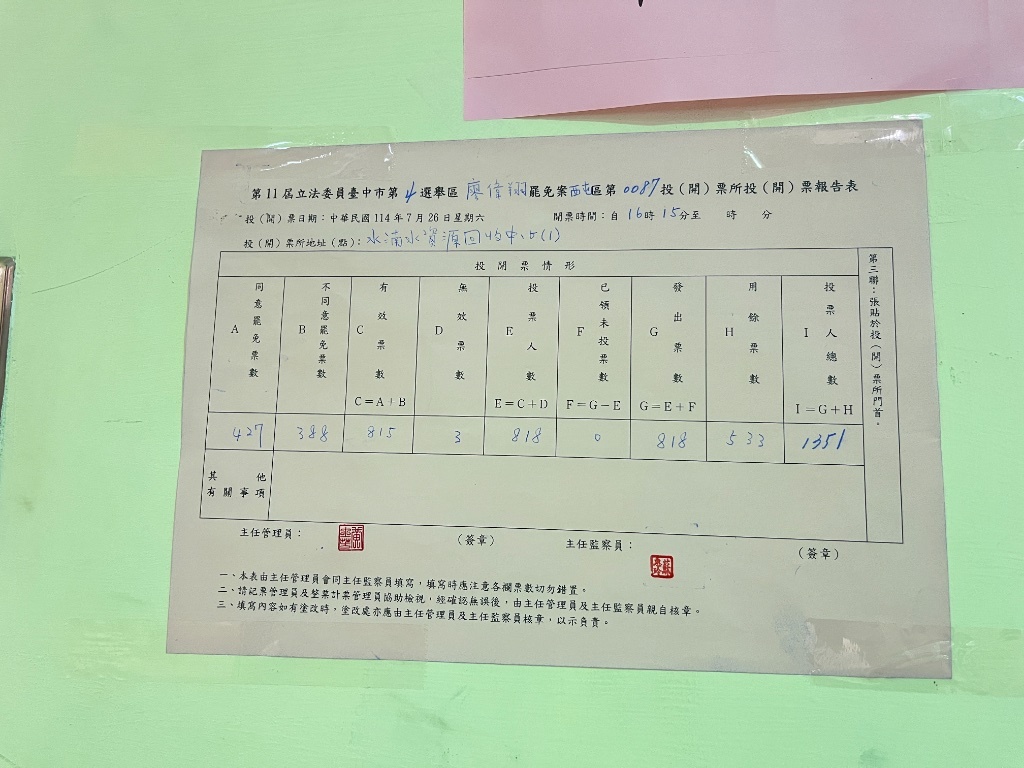 第11屆立法委員臺中市第4選舉區 廖偉翔罷免案西屯區第0087投(開)票所投(開)票報告表
投(開)票日期:中華民國114年7月26日星期六 開票時間:自16時15分至 時 分
投(開)票所地址(點):水湳水資源回收中心(1)
投開票情形
A 同意罷免票數
B 不同意罷免票數
C 有效票數 C=A+B
D 無效票數
E 投票人數 E=C+D
F 已領未投票數 F=G-E
G 發出票數 G=E+F
H 用餘票數
I 投票人總數 I=G+H
427 388 815 3 818 0 818 533 1351
其他
有關事項
第三聯:張貼於投(開)票所門首。
主任管理員: (簽章) 主任監察員: (簽章)
一、本表由主任管理員會同主任監察員填寫,填寫時應注意各欄票數切勿錯置。
二、請記票管理員及整票計票管理員協助檢視,經確認無誤後,由主任管理員及主任監察員親自核章。
三、填寫內容如有塗改時,塗改處亦應由主任管理員及主任監察員核章,以示負責。